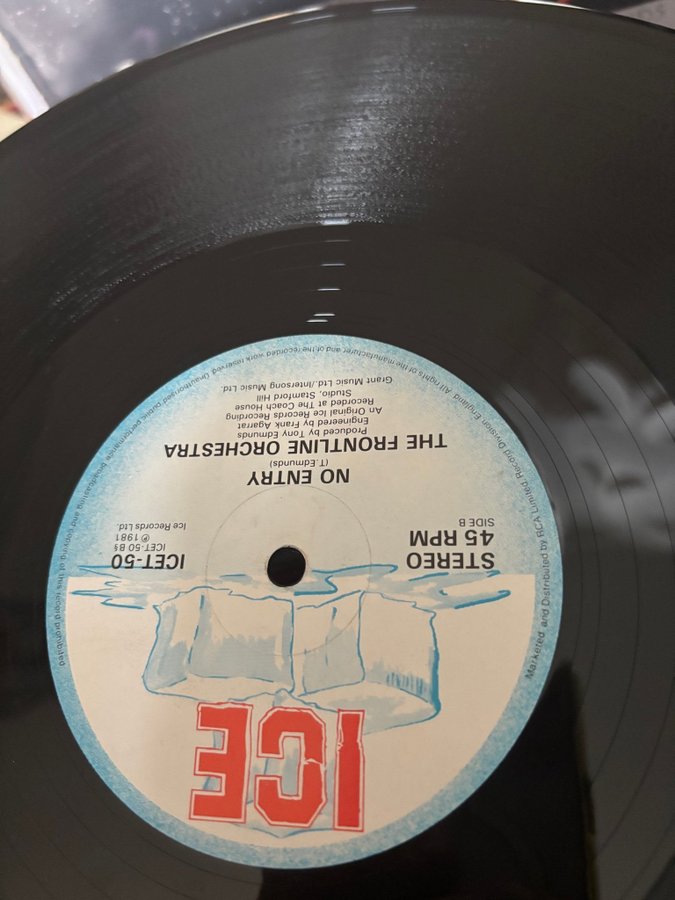 ICE
STEREO
45 RPM
SIDE B
ICET-50
ICET-50 B
℗ 1981
Ice Records Ltd.
NO ENTRY
(T. Edmunds)
THE FRONTLINE ORCHESTRA
Produced by Tony Edmunds
Engineered by Frank Agarrat
An Original Ice Records Recording
Recorded at The Coach House
Studio, Stamford Hill
Grant Music Ltd./Intersong Music Ltd.
Marketed and Distributed by RCA Limited Record Division England. All rights of the manufacturer and of the recorded work reserved. Unauthorised public performance broadcasting and copying of this record prohibited.